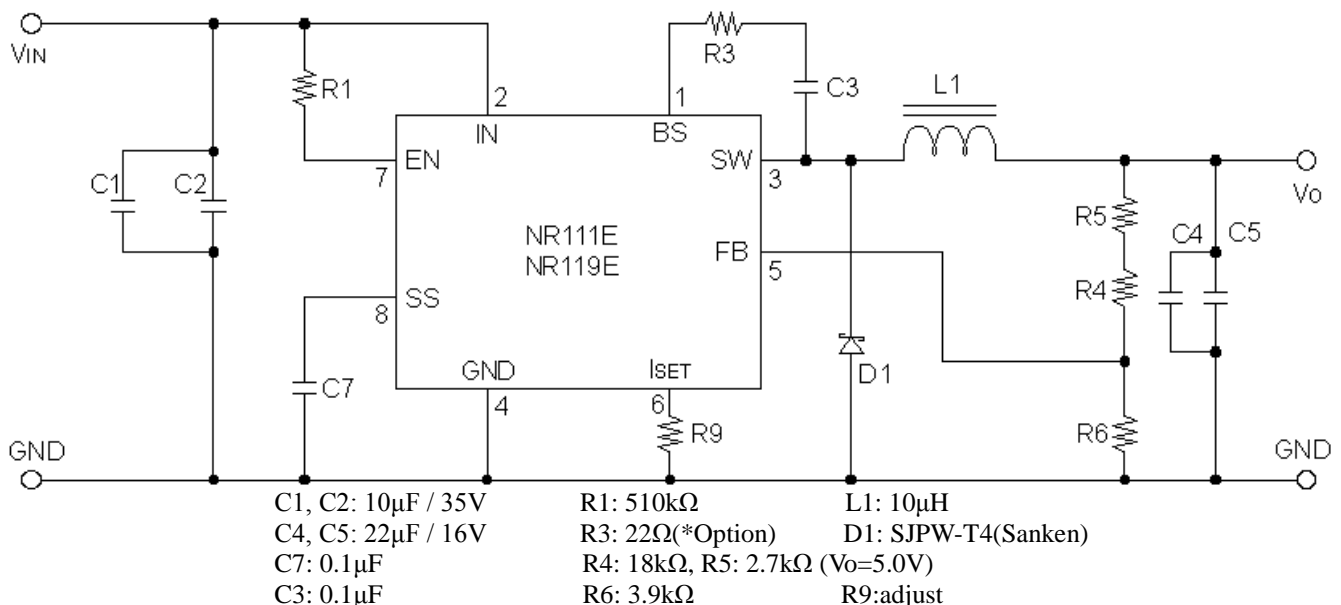 VIN
R1
2
IN
1
BS
R3
C3
L1
EN
7
SW
3
Vo
C1
C2
NR111E
NR119E
FB
5
R5
R4
C4
C5
SS
8
C7
GND
4
ISET
6
R9
D1
R6
GND
GND
C1, C2: 10μF / 35V R1: 510kΩ L1: 10μH
C4, C5: 22μF / 16V R3: 22Ω(*Option) D1: SJPW-T4(Sanken)
C7: 0.1μF R4: 18kΩ, R5: 2.7kΩ (Vo=5.0V)
C3: 0.1μF R6: 3.9kΩ R9:adjust